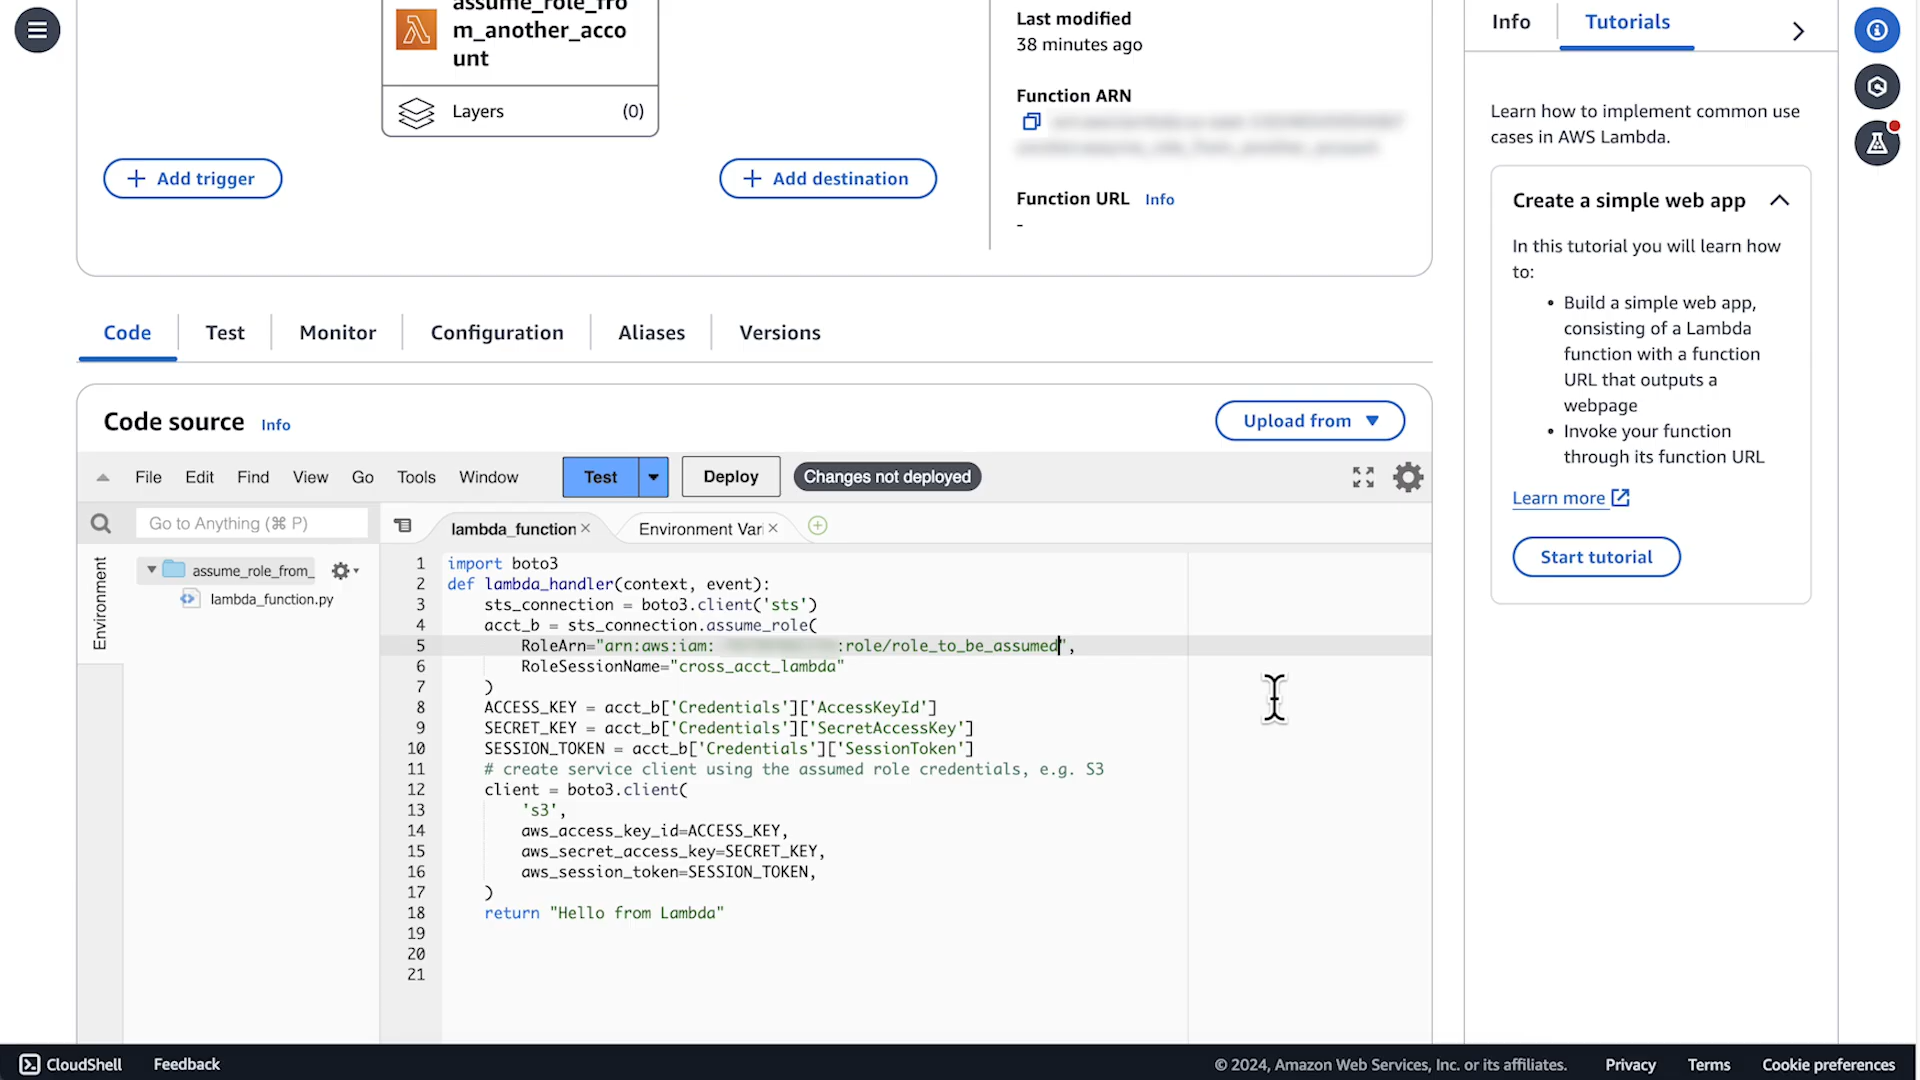 assume_role_fro
m_another_acco
unt
Layers (0)
Add trigger
Add destination
Last modified
38 minutes ago
Function ARN
Function URL Info
-
Info
Tutorials
Learn how to implement common use
cases in AWS Lambda.
Create a simple web app
In this tutorial you will learn how
to:
• Build a simple web app,
consisting of a Lambda
function with a function
URL that outputs a
webpage
• Invoke your function
through its function URL
Learn more
Start tutorial
Code
Test
Monitor
Configuration
Aliases
Versions
Code source Info
Upload from
File Edit Find View Go Tools Window
Test
Deploy
Changes not deployed
Go to Anything (⌘ P)
lambda_function ×
Environment Vari ×
Environment
assume_role_from_
lambda_function.py
1 import boto3
2 def lambda_handler(context, event):
3 sts_connection = boto3.client('sts')
4 acct_b = sts_connection.assume_role(
5 RoleArn="arn:aws:iam: :role/role_to_be_assumed",
6 RoleSessionName="cross_acct_lambda"
7 )
8 ACCESS_KEY = acct_b['Credentials']['AccessKeyId']
9 SECRET_KEY = acct_b['Credentials']['SecretAccessKey']
10 SESSION_TOKEN = acct_b['Credentials']['SessionToken']
11 # create service client using the assumed role credentials, e.g. S3
12 client = boto3.client(
13 's3',
14 aws_access_key_id=ACCESS_KEY,
15 aws_secret_access_key=SECRET_KEY,
16 aws_session_token=SESSION_TOKEN,
17 )
18 return "Hello from Lambda"
19
20
21
CloudShell
Feedback
© 2024, Amazon Web Services, Inc. or its affiliates.
Privacy
Terms
Cookie preferences